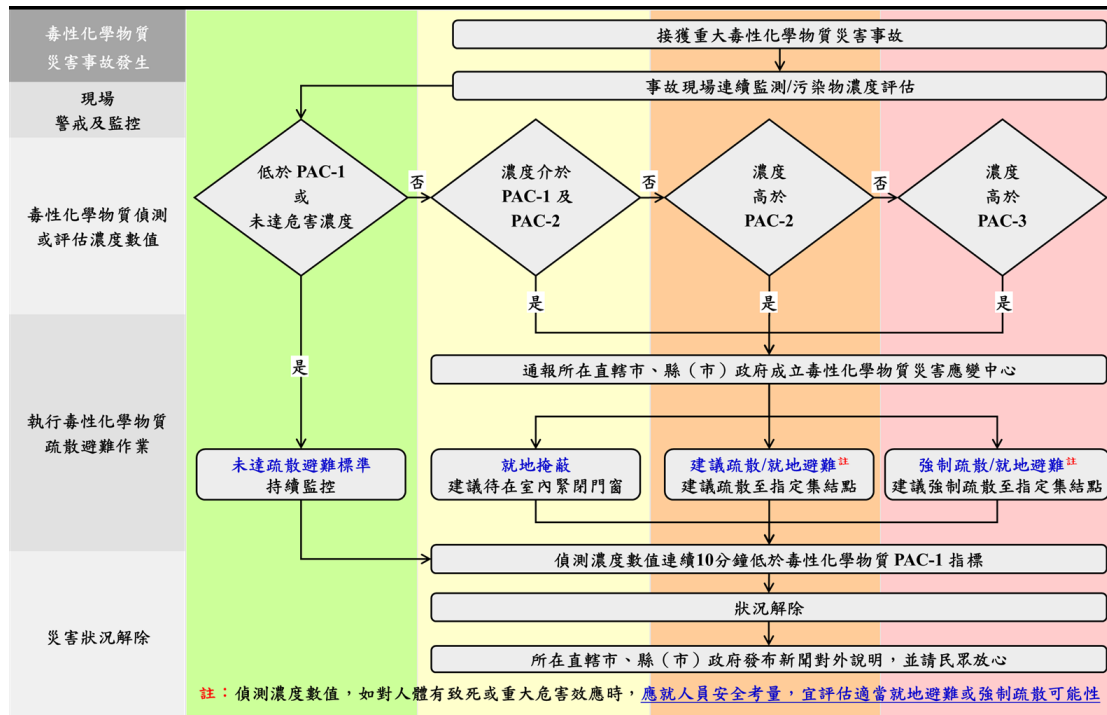 毒性化學物質
災害事故發生
接獲重大毒性化學物質災害事故
事故現場連續監測/污染物濃度評估
現場
警戒及監控
毒性化學物質偵測
或評估濃度數值
低於 PAC-1
或
未達危害濃度
否
濃度介於
PAC-1 及
PAC-2
否
濃度
高於
PAC-2
否
濃度
高於
PAC-3
是
是
是
是
通報所在直轄市、縣（市）政府成立毒性化學物質災害應變中心
執行毒性化學物質
疏散避難作業
未達疏散避難標準
持續監控
就地掩蔽
建議待在室內緊閉門窗
建議疏散/就地避難註
建議疏散至指定集結點
強制疏散/就地避難註
建議強制疏散至指定集結點
偵測濃度數值連續10分鐘低於毒性化學物質 PAC-1 指標
災害狀況解除
狀況解除
所在直轄市、縣（市）政府發布新聞對外說明，並請民眾放心
註：偵測濃度數值，如對人體有致死或重大危害效應時，應就人員安全考量，宜評估適當就地避難或強制疏散可能性